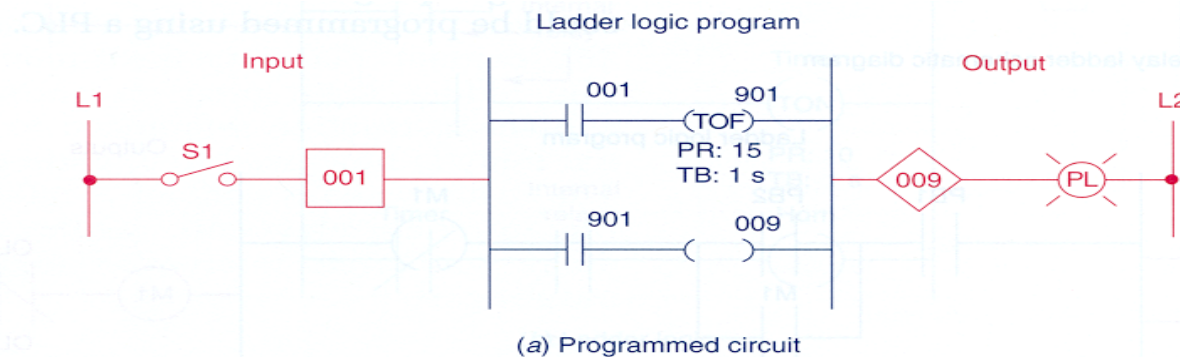 Ladder logic program
Input
Output
L1
L2
S1
001
001
901
(TOF)
PR: 15
TB: 1 s
901
009
009
PL
(a) Programmed circuit